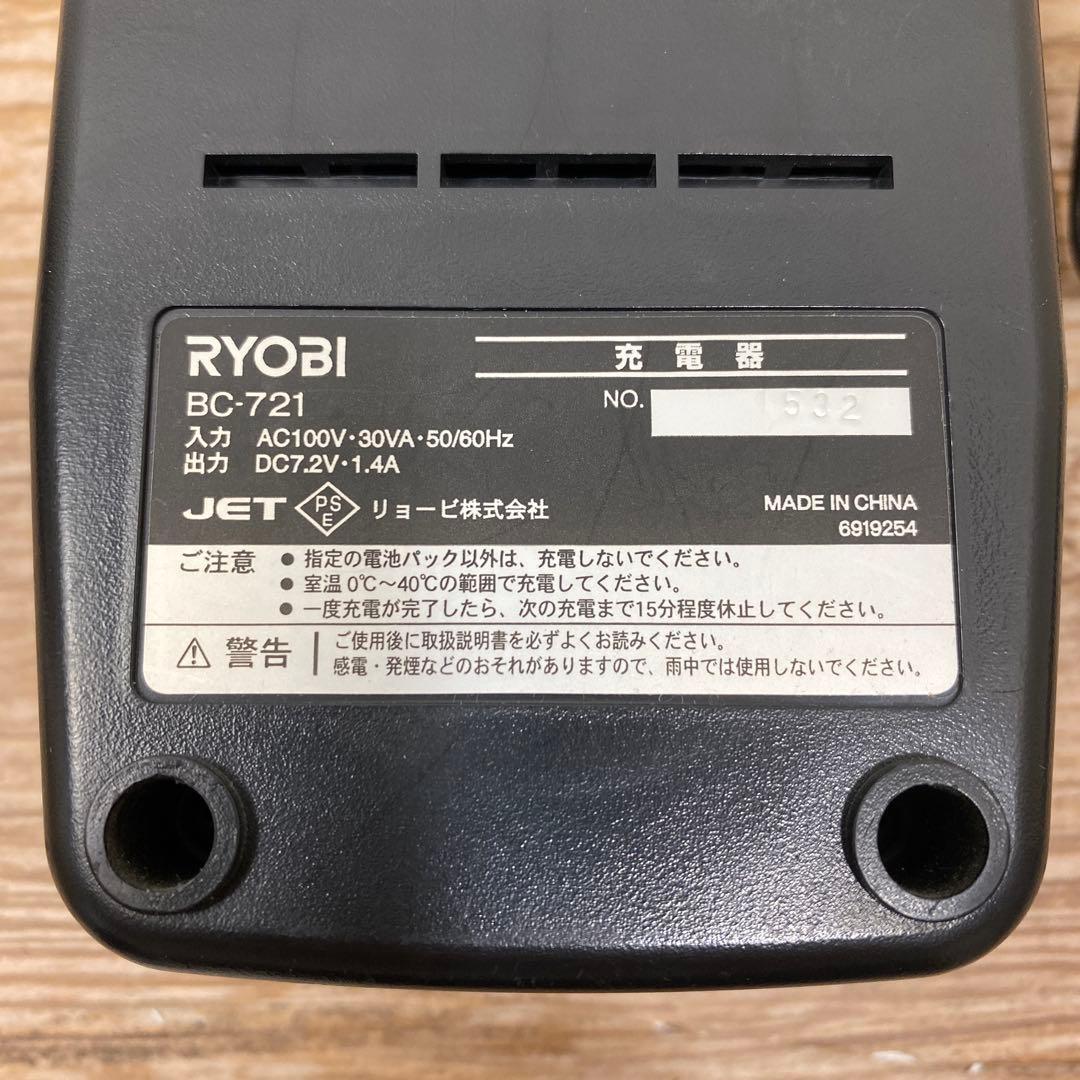 RYOBI
充電器
BC-721
NO. 1532
入力 AC100V・30VA・50/60Hz
出力 DC7.2V・1.4A
JET PSE リョービ株式会社
MADE IN CHINA
6919254
ご注意
● 指定の電池パック以外は、充電しないでください。
● 室温0℃〜40℃の範囲で充電してください。
● 一度充電が完了したら、次の充電まで15分程度休止してください。
⚠ 警告
ご使用後に取扱説明書を必ずよくお読みください。
感電・発煙などのおそれがありますので、雨中では使用しないでください。